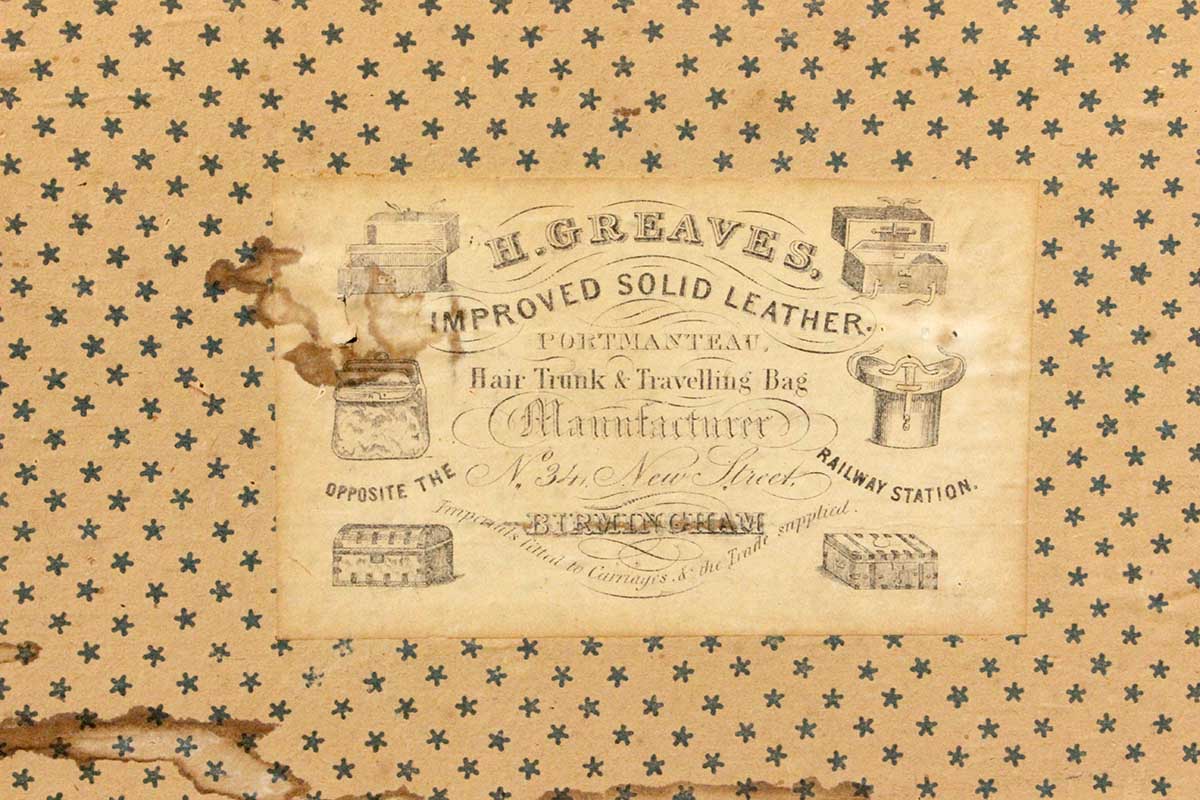 H. GREAVES,
IMPROVED SOLID LEATHER.
PORTMANTEAU,
Hair Trunk & Travelling Bag
Manufacturer
No. 34, New Street,
OPPOSITE THE RAILWAY STATION.
BIRMINGHAM
Imperials fitted to Carriages, & the Trade supplied.